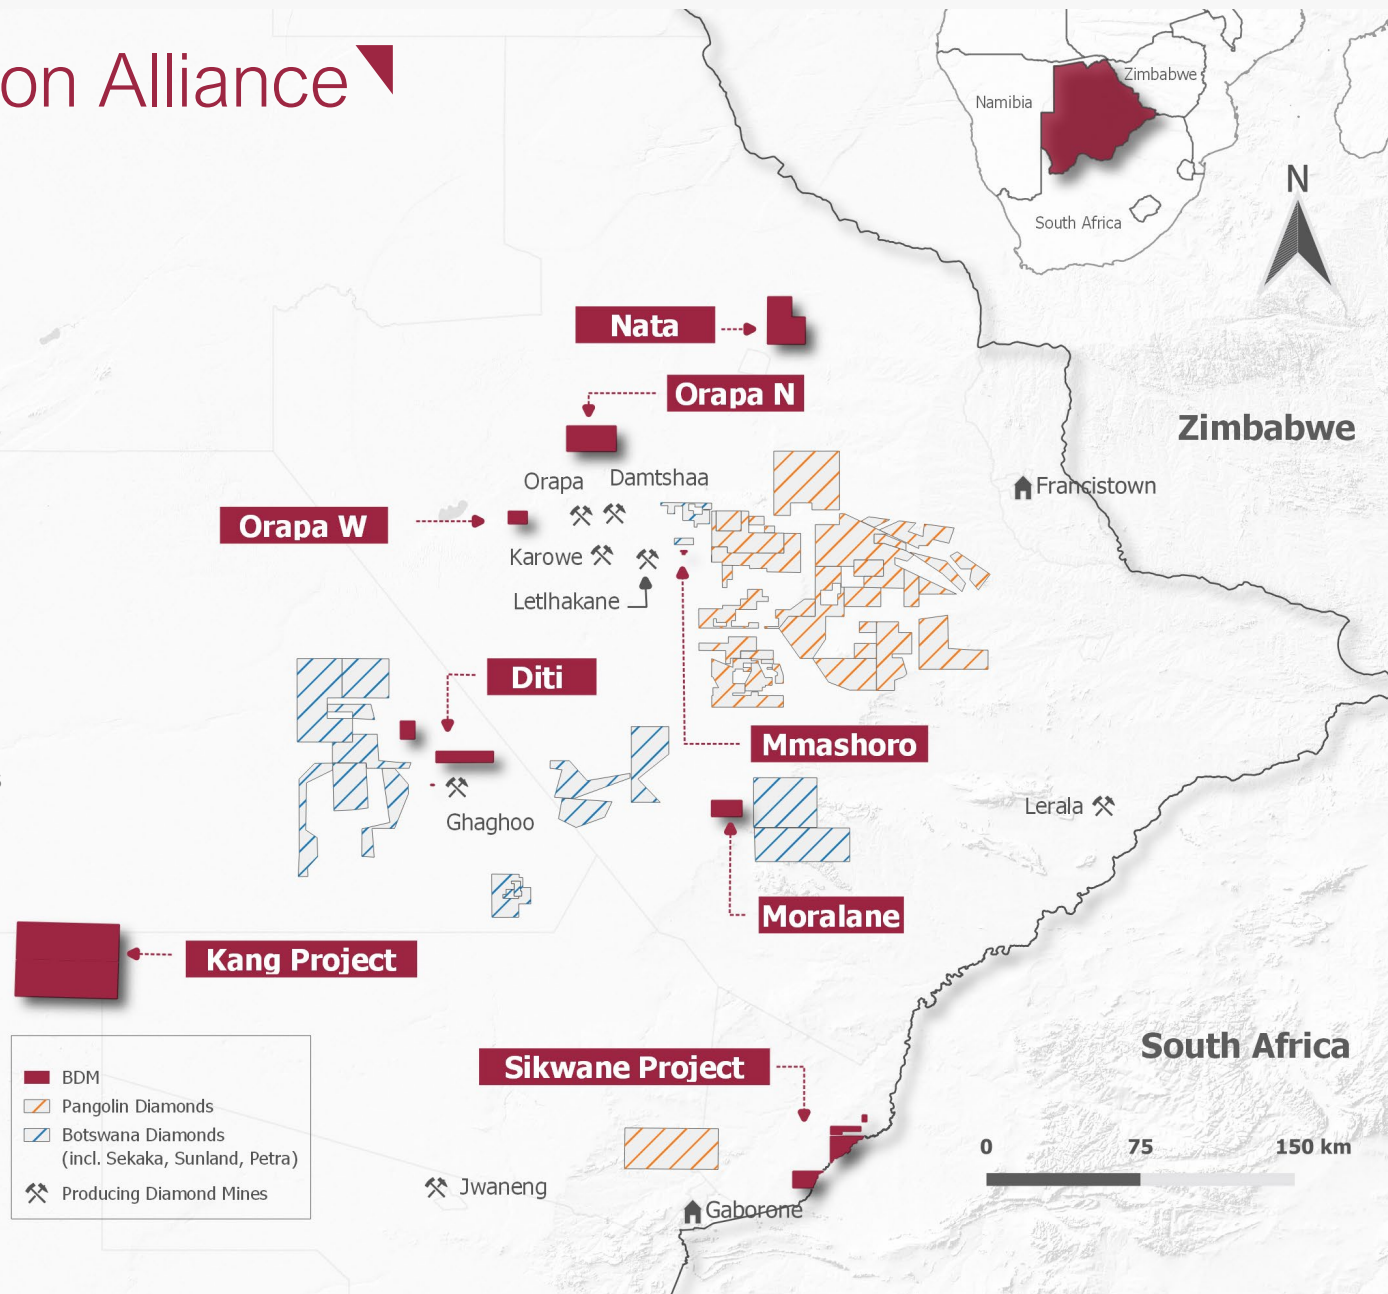 on Alliance
Zimbabwe
Namibia
South Africa
N
Nata
Orapa N
Zimbabwe
Orapa
Damtshaa
Francistown
Orapa W
Karowe
Letlhakane
Diti
Mmashoro
Ghaghoo
Lerala
Moralane
Kang Project
South Africa
Sikwane Project
BDM
Pangolin Diamonds
Botswana Diamonds
(incl. Sekaka, Sunland, Petra)
Producing Diamond Mines
0 75 150 km
Jwaneng
Gaborone